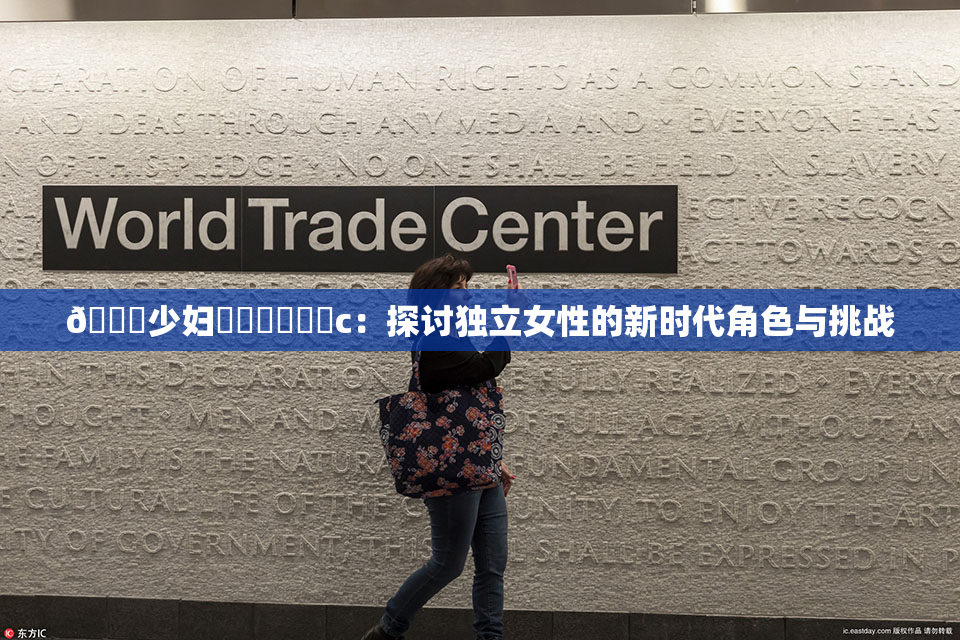 CLARATION OF HUMAN RIGHTS AS A COMMON STAND
AND IDEAS THROUGH ANY MEDIA AND EVERYONE HAS
N OF THIS PLEDGE NO ONE SHALL BE HELD IN SLAVERY
World Trade Center
ECTIVE RECOGN
ACT TOWARDS O
少妇 c：探讨独立女性的新时代角色与挑战
IN THIS DECLARATION FULLY REALIZED EVERYO
THOUGHT MEN AND OF FULL AGE, WITHO
E FAMILY IS THE NATURA FUNDAMENTAL GROUP
E CULTURAL LIFE OF THE COMMUNITY, TO ENJOY THE ART
TY OF GOVERNMENT; THIS SHALL BE EXPRESSED IN P
东方IC
ic.eastday.com 版权作品 请勿转载